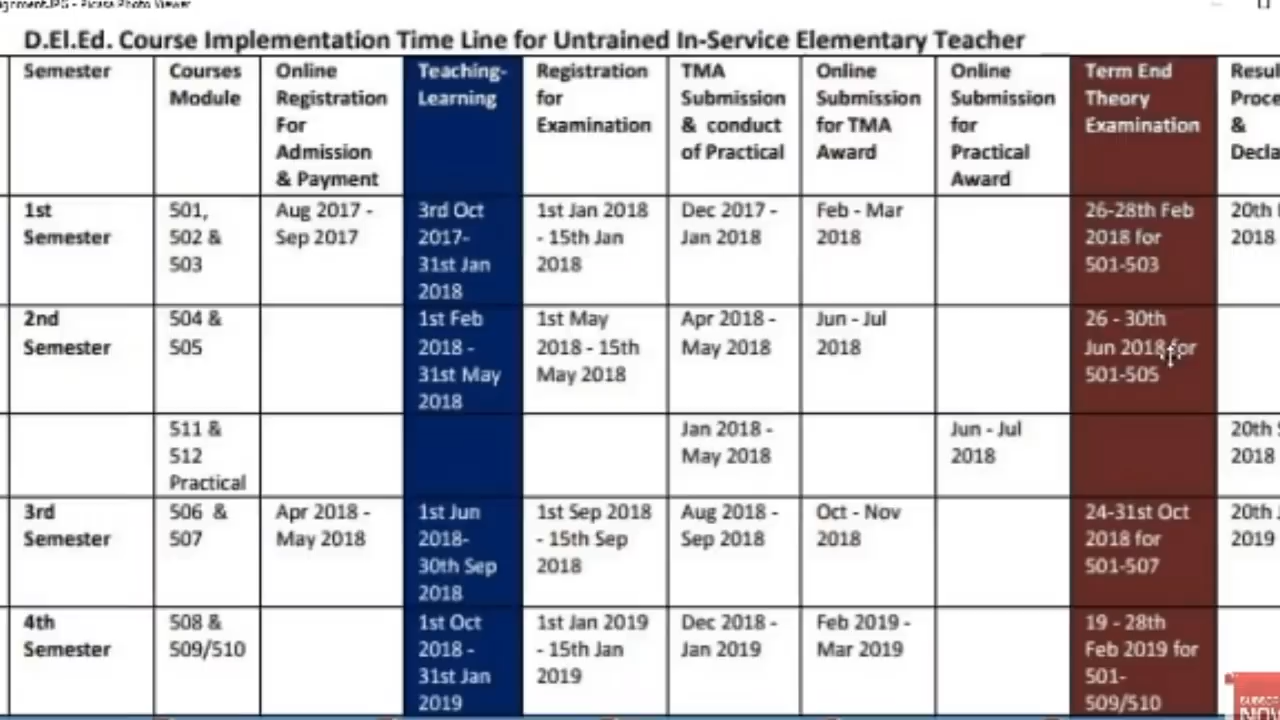 D.El.Ed. Course Implementation Time Line for Untrained In-Service Elementary Teacher
Semester
Courses
Module
Online
Registration
For
Admission
& Payment
Teaching-
Learning
Registration
for
Examination
TMA
Submission
& conduct
of Practical
Online
Submission
for TMA
Award
Online
Submission
for
Practical
Award
Term End
Theory
Examination
Resul
Proce
&
Decla
1st
Semester
501,
502 &
503
Aug 2017 -
Sep 2017
3rd Oct
2017-
31st Jan
2018
1st Jan 2018
- 15th Jan
2018
Dec 2017 -
Jan 2018
Feb - Mar
2018
26-28th Feb
2018 for
501-503
20th
2018
2nd
Semester
504 &
505
1st Feb
2018 -
31st May
2018
1st May
2018 - 15th
May 2018
Apr 2018 -
May 2018
Jun - Jul
2018
26 - 30th
Jun 2018 for
501-505
511 &
512
Practical
Jan 2018 -
May 2018
Jun - Jul
2018
20th S
2018
3rd
Semester
506 &
507
Apr 2018 -
May 2018
1st Jun
2018-
30th Sep
2018
1st Sep 2018
- 15th Sep
2018
Aug 2018 -
Sep 2018
Oct - Nov
2018
24-31st Oct
2018 for
501-507
20th J
2019
4th
Semester
508 &
509/510
1st Oct
2018 -
31st Jan
2019
1st Jan 2019
- 15th Jan
2019
Dec 2018 -
Jan 2019
Feb 2019 -
Mar 2019
19 - 28th
Feb 2019 for
501-
509/510